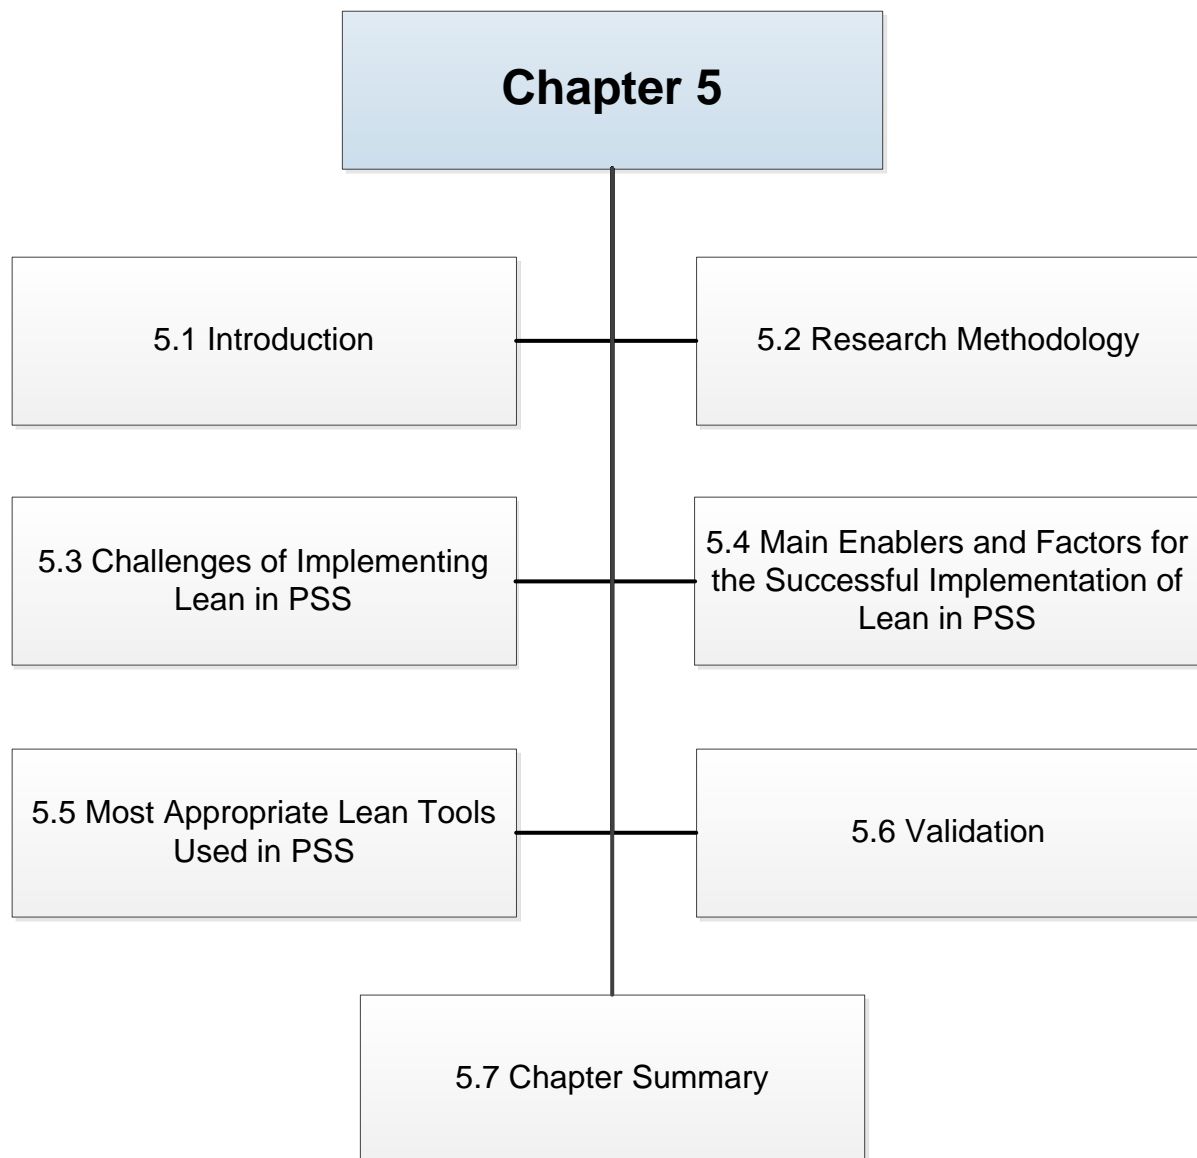 Chapter 5
5.1 Introduction
5.2 Research Methodology
5.3 Challenges of Implementing
Lean in PSS
5.4 Main Enablers and Factors for
the Successful Implementation of
Lean in PSS
5.5 Most Appropriate Lean Tools
Used in PSS
5.6 Validation
5.7 Chapter Summary